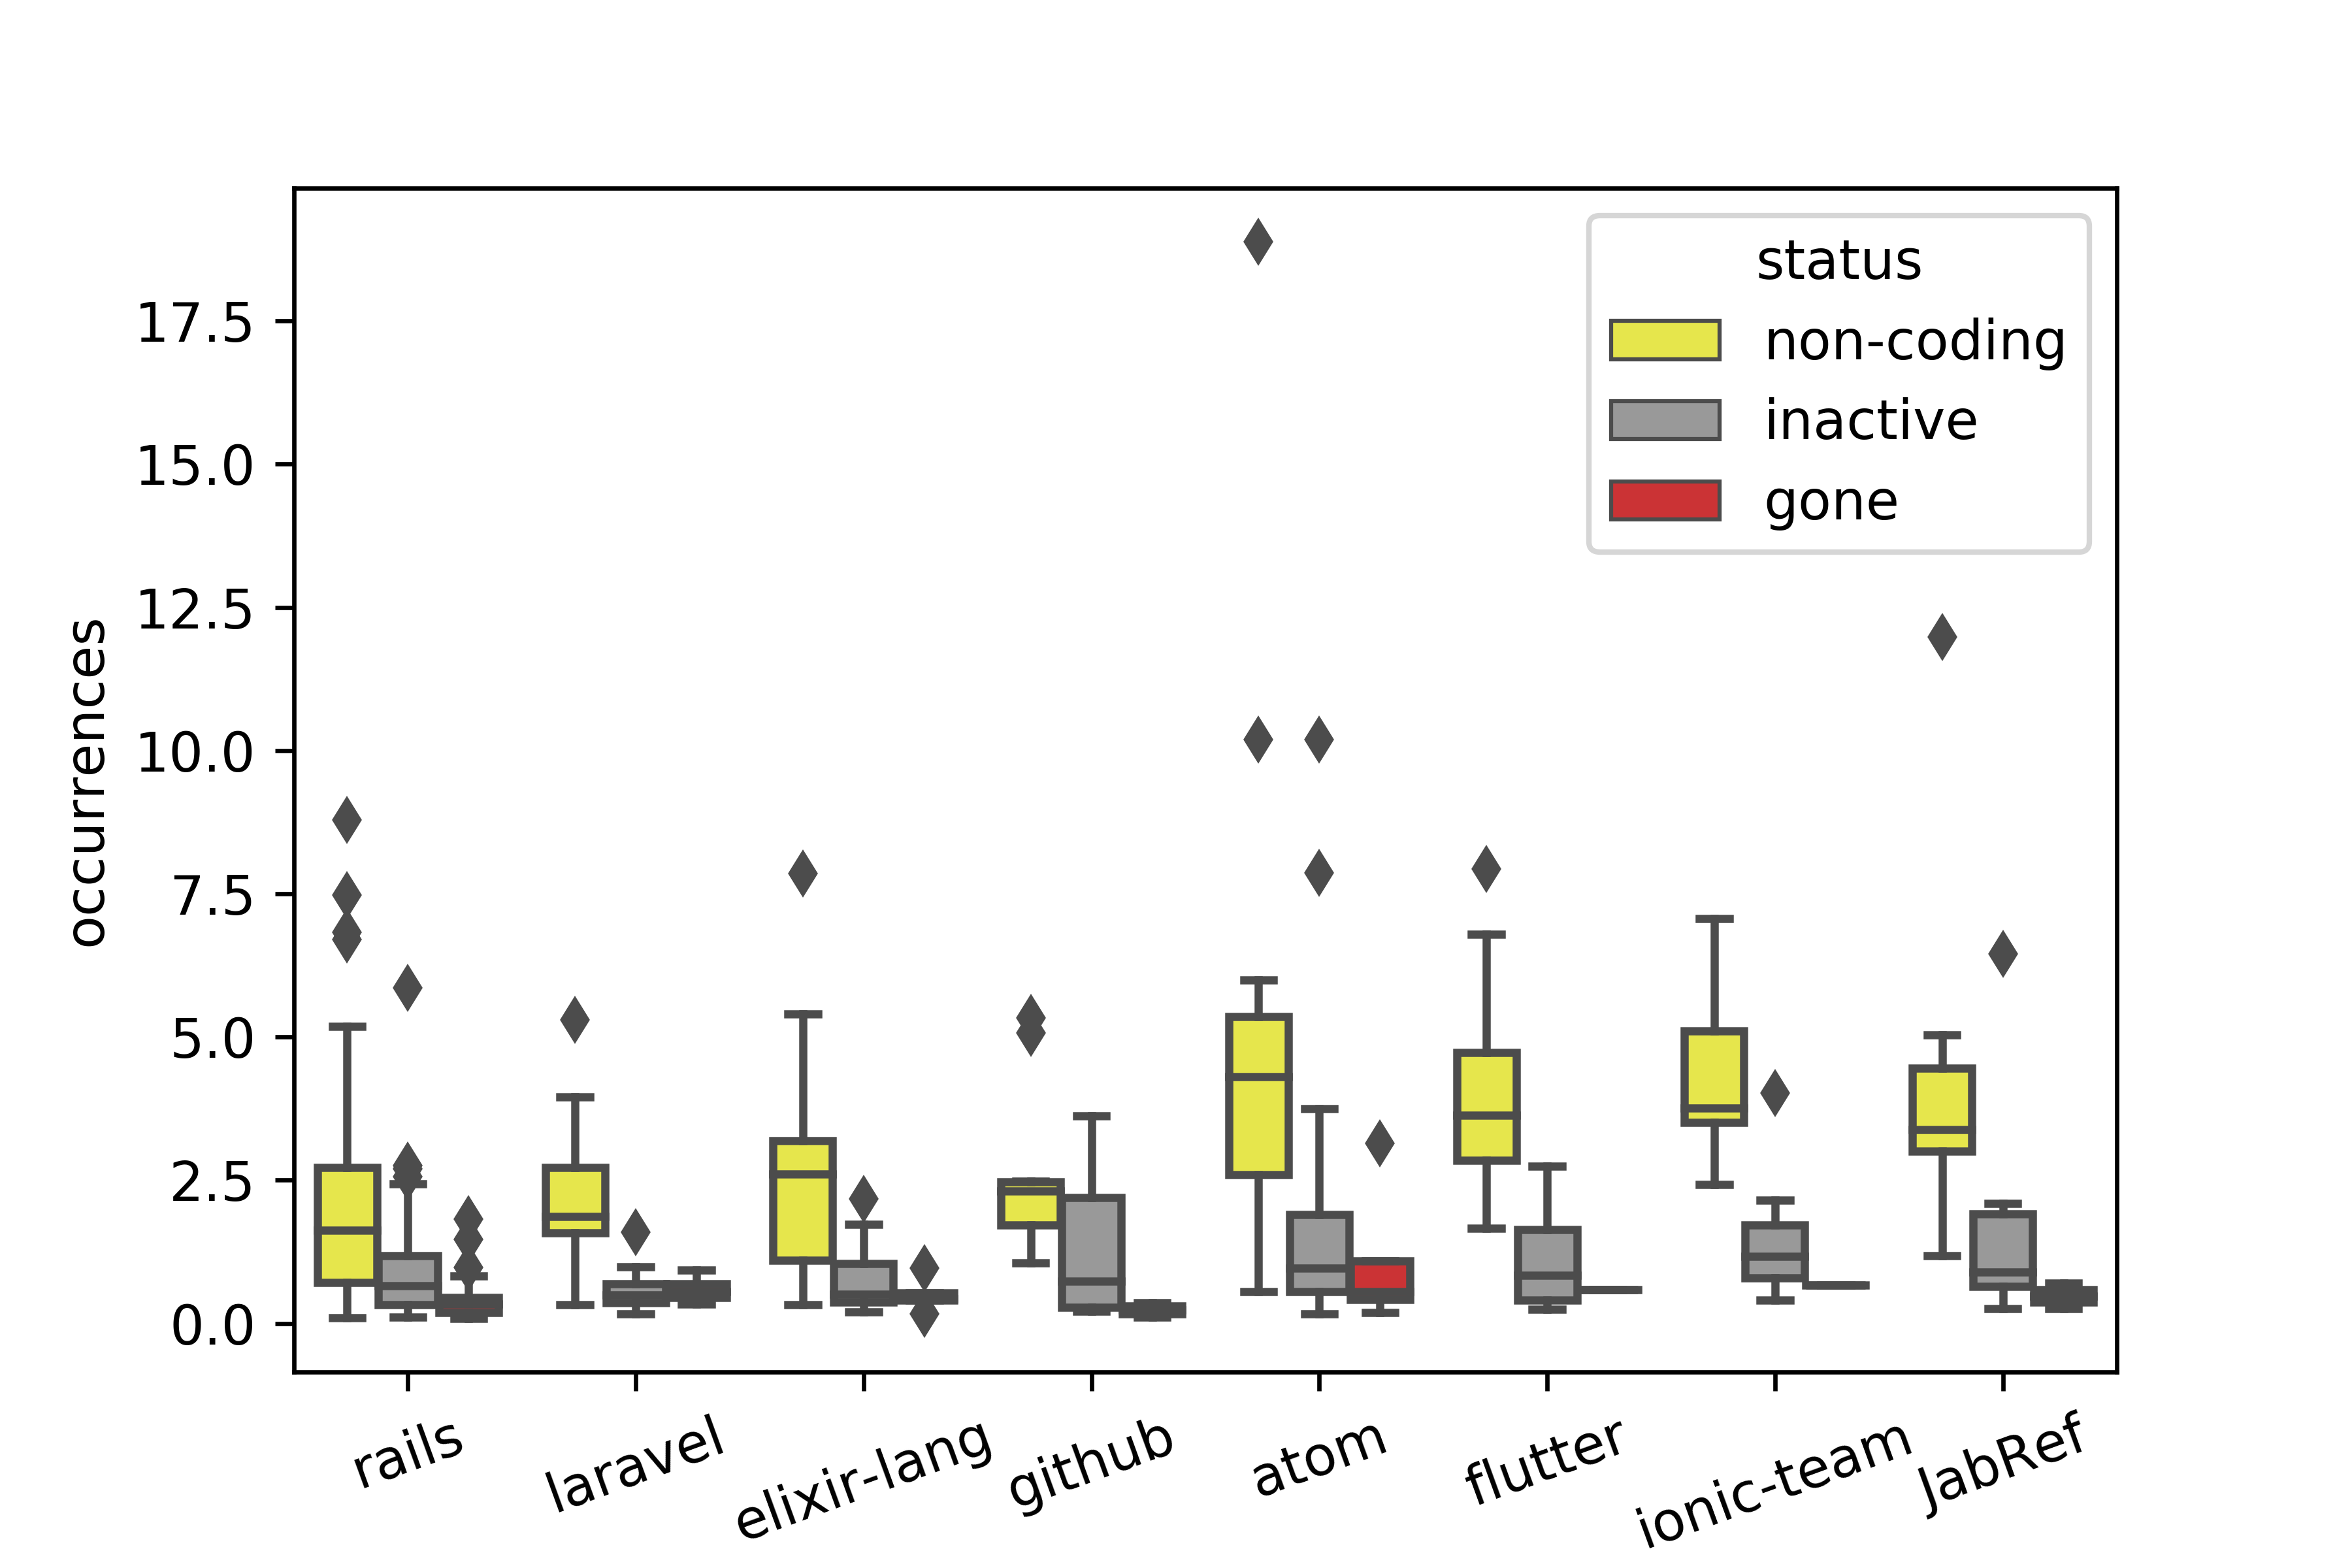 status
non-coding
inactive
gone
occurrences
17.5
15.0
12.5
10.0
7.5
5.0
2.5
0.0
rails
laravel
elixir-lang
github
atom
flutter
ionic-team
JabRef